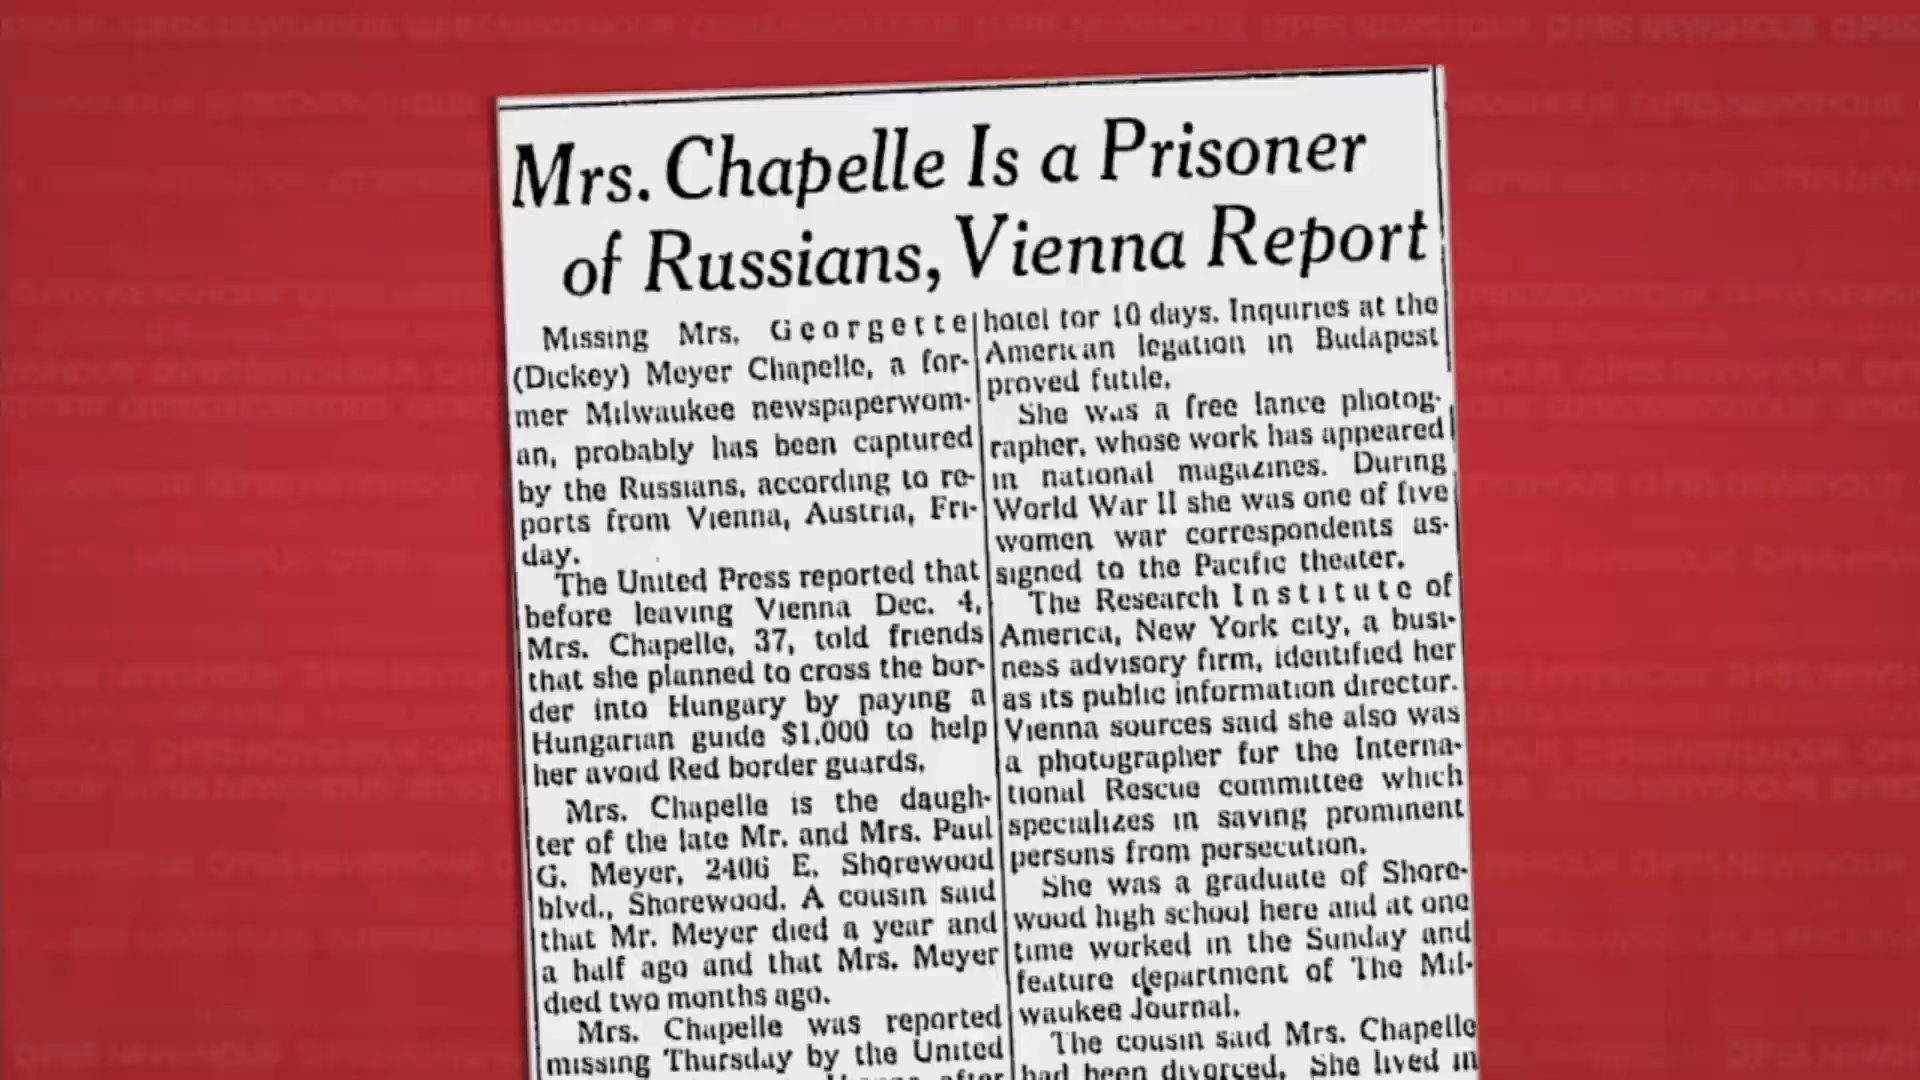 Mrs. Chapelle Is a Prisoner
of Russians, Vienna Report
Missing Mrs. Georgette
(Dickey) Meyer Chapelle, a for-
mer Milwaukee newspaperwom-
an, probably has been captured
by the Russians, according to re-
ports from Vienna, Austria, Fri-
day.
The United Press reported that
before leaving Vienna Dec. 4,
Mrs. Chapelle, 37, told friends
that she planned to cross the bor-
der into Hungary by paying a
Hungarian guide $1,000 to help
her avoid Red border guards.
Mrs. Chapelle is the daugh-
ter of the late Mr. and Mrs. Paul
G. Meyer, 2406 E. Shorewood
blvd., Shorewood. A cousin said
that Mr. Meyer died a year and
a half ago and that Mrs. Meyer
died two months ago.
Mrs. Chapelle was reported
missing Thursday by the United
after
hotel for 10 days. Inquiries at the
American legation in Budapest
proved futile.
She was a free lance photog-
rapher, whose work has appeared
in national magazines. During
World War II she was one of five
women war correspondents as-
signed to the Pacific theater.
The Research Institute of
America, New York city, a busi-
ness advisory firm, identified her
as its public information director.
Vienna sources said she also was
a photographer for the Interna-
tional Rescue committee which
specializes in saving prominent
persons from persecution.
She was a graduate of Shore-
wood high school here and at one
time worked in the Sunday and
feature department of The Mil-
waukee Journal.
The cousin said Mrs. Chapelle
had been divorced. She lived in